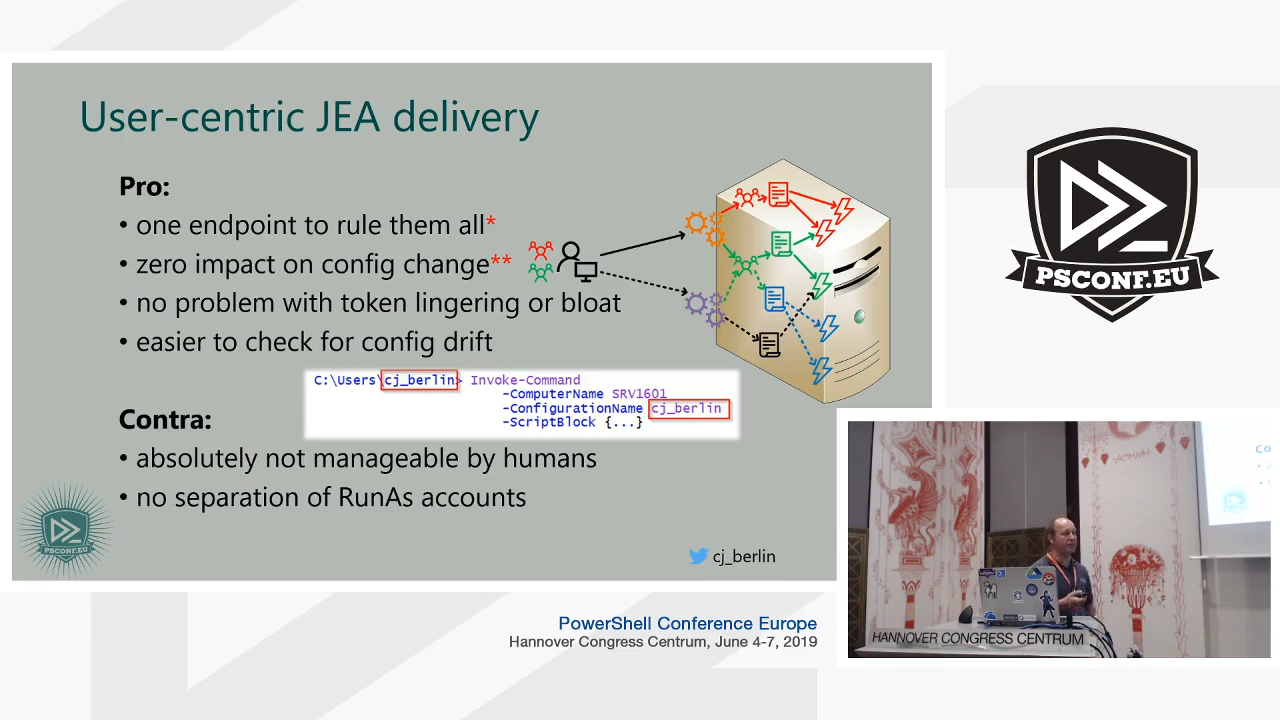 User-centric JEA delivery
Pro:
• one endpoint to rule them all*
• zero impact on config change**
• no problem with token lingering or bloat
• easier to check for config drift
C:\Users\cj_berlin> Invoke-Command
-ComputerName SRV1601
-ConfigurationName cj_berlin
-ScriptBlock {...}
Contra:
• absolutely not manageable by humans
• no separation of RunAs accounts
PSCONF.EU
cj_berlin
PSCONF.EU
PowerShell Conference Europe
Hannover Congress Centrum, June 4-7, 2019
HANNOVER CONGRESS CENTRUM